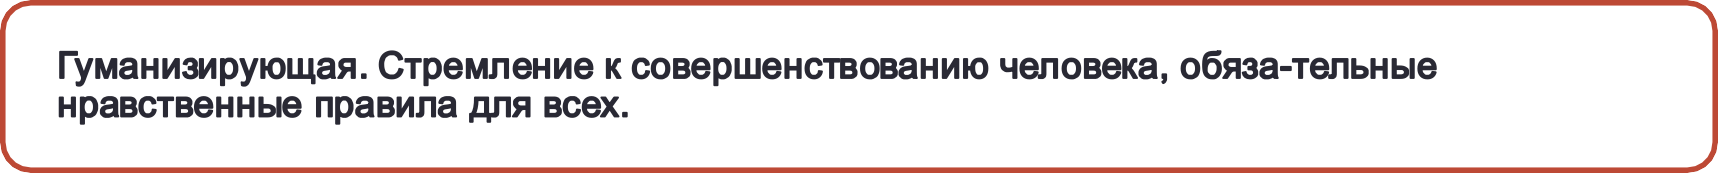 Гуманизирующая. Стремление к совершенствованию человека, обяза-тельные
нравственные правила для всех.